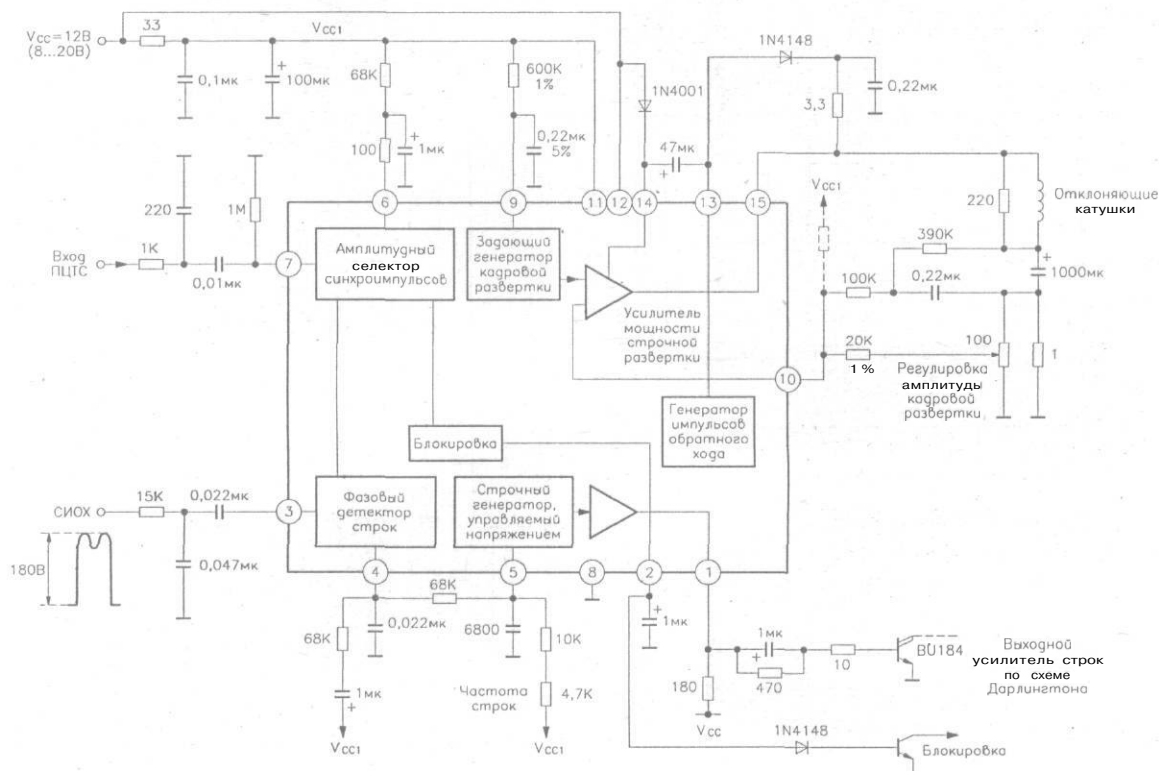 Vcc=12В
(8...20В)
33
Vcc1
0,1мк
100мк
68К
600К
1%
100
1мк
0,22мк
5%
1N4001
1N4148
3,3
0,22мк
47мк
220
1М
6
9
11
12
14
13
15
Вход
ПЦТС
1К
0,01мк
7
Амплитудный
селектор
синхроимпульсов
Задающий
генератор
кадровой
развертки
Усилитель
мощности
строчной
развертки
Vcc1
220
Отклоняющие
катушки
390К
1000мк
100К
0,22мк
20К
1%
100
1
Регулировка
амплитуды
кадровой
развертки
10
Генератор
импульсов
обратного
хода
Блокировка
СИОХ
15К
0,022мк
3
Фазовый
детектор
строк
Строчный
генератор,
управляемый
напряжением
180В
0,047мк
4
5
8
2
1
68К
68К
0,022мк
6800
10К
1мк
1мк
Частота
строк
4,7К
Vcc1
Vcc1
1мк
470
10
BU184
180
Vcc
Выходной
усилитель строк
по схеме
Дарлингтона
1N4148
Блокировка